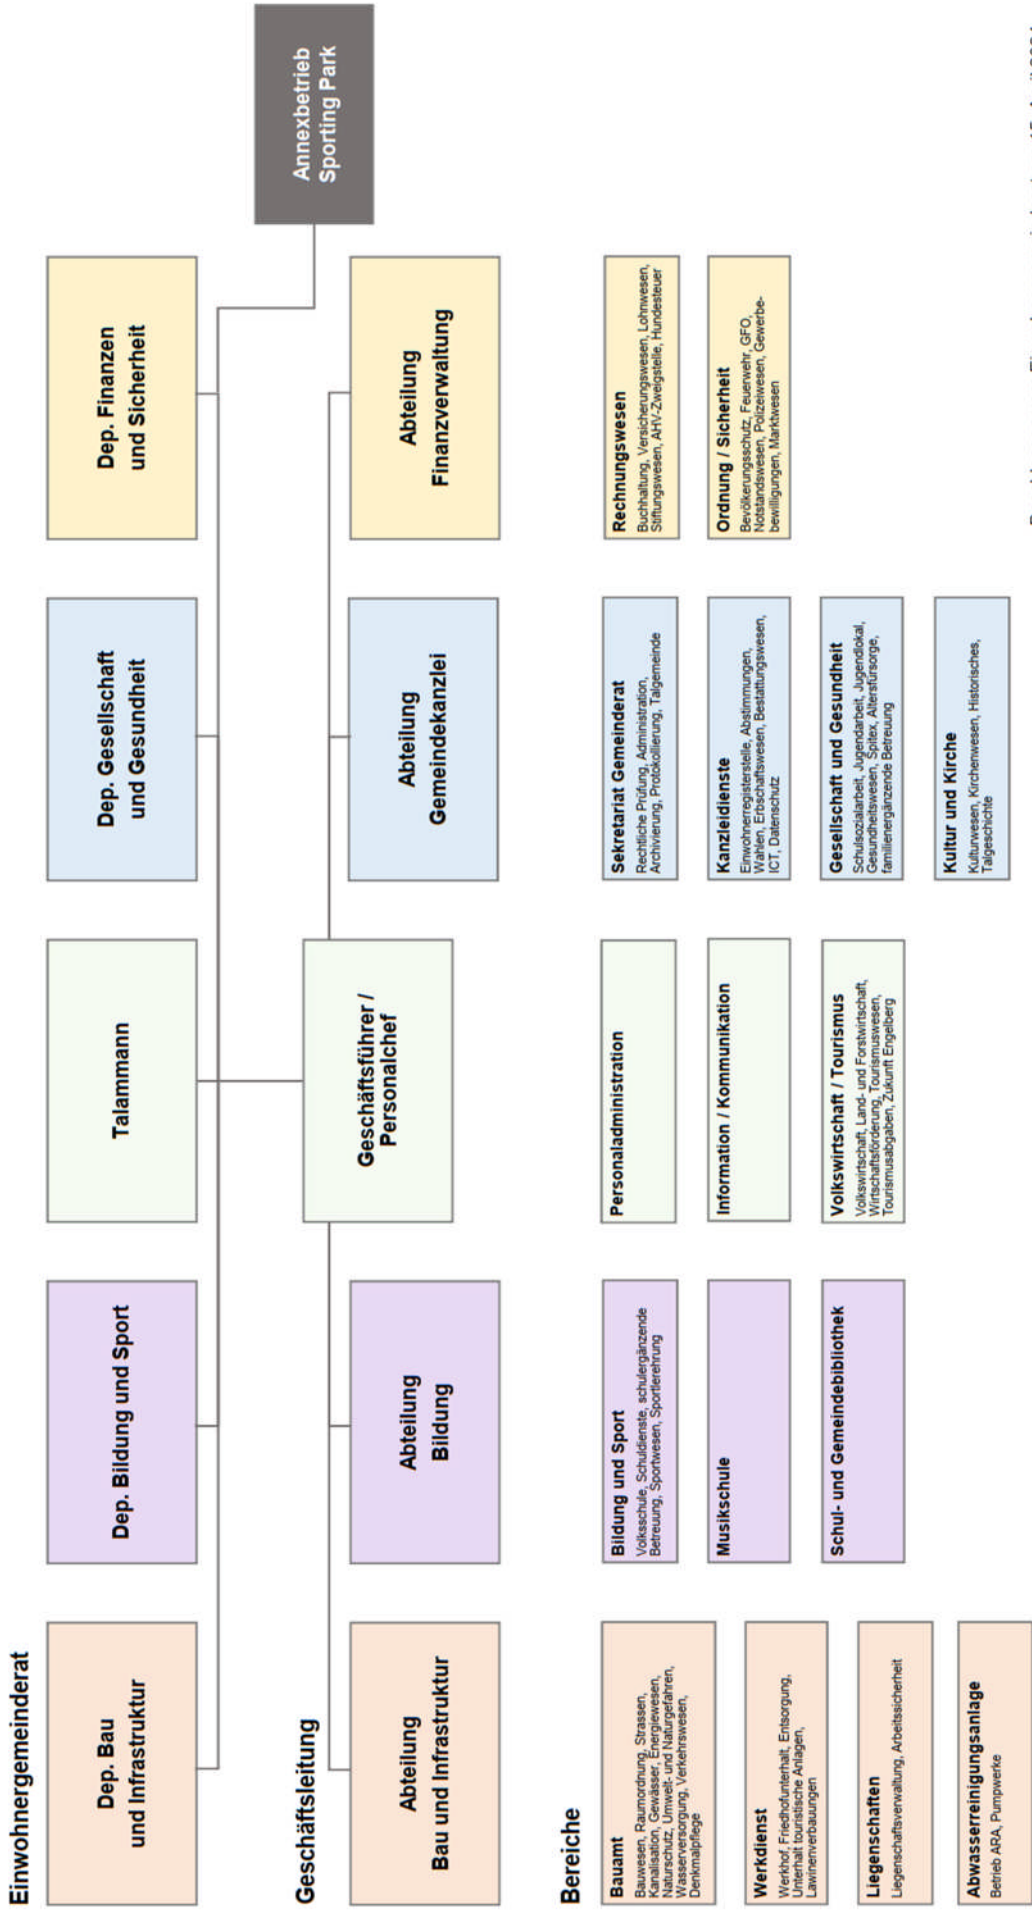 Einwohnergemeinderat
Dep. Bau
und Infrastruktur
Dep. Bildung und Sport
Talammann
Dep. Gesellschaft
und Gesundheit
Dep. Finanzen
und Sicherheit
Annexbetrieb
Sporting Park
Geschäftsleitung
Abteilung
Bau und Infrastruktur
Abteilung
Bildung
Geschäftsführer /
Personalchef
Abteilung
Gemeindekanzlei
Abteilung
Finanzverwaltung
Bereiche
Bauamt
Bauwesen, Raumordnung, Strassen,
Kanalisation, Gewässer, Energiewesen,
Naturschutz, Umwelt- und Naturgefahren,
Wasserversorgung, Verkehrswesen,
Denkmalpflege
Werkdienst
Werkhof, Friedhofunterhalt, Entsorgung,
Unterhalt touristische Anlagen,
Lawinenverbauungen
Liegenschaften
Liegenschaftsverwaltung, Arbeitssicherheit
Abwasserreinigungsanlage
Betrieb ARA, Pumpwerke
Bildung und Sport
Volksschule, Schuldienste, schulergänzende
Betreuung, Sportwesen, Sportlerehrung
Musikschule
Schul- und Gemeindebibliothek
Personaladministration
Information / Kommunikation
Volkswirtschaft / Tourismus
Volkswirtschaft, Land- und Forstwirtschaft,
Wirtschaftsförderung, Tourismuswesen,
Tourismusabgaben, Zukunft Engelberg
Sekretariat Gemeinderat
Rechtliche Prüfung, Administration,
Archivierung, Protokollierung, Talgemeinde
Kanzleidienste
Einwohnerregisterstelle, Abstimmungen,
Wahlen, Erbschaftswesen, Bestattungswesen,
ICT, Datenschutz
Gesellschaft und Gesundheit
Schulsozialarbeit, Jugendarbeit, Jugendlokal,
Gesundheitswesen, Spitex, Altersfürsorge,
familienergänzende Betreuung
Kultur und Kirche
Kulturwesen, Kirchenwesen, Historisches,
Talgeschichte
Rechnungswesen
Buchhaltung, Versicherungswesen, Lohnwesen,
Stiftungswesen, AHV-Zweigstelle, Hundesteuer
Ordnung / Sicherheit
Bevölkerungsschutz, Feuerwehr, GFO,
Notstandswesen, Polizeiwesen, Gewerbe-
bewilligungen, Marktwesen